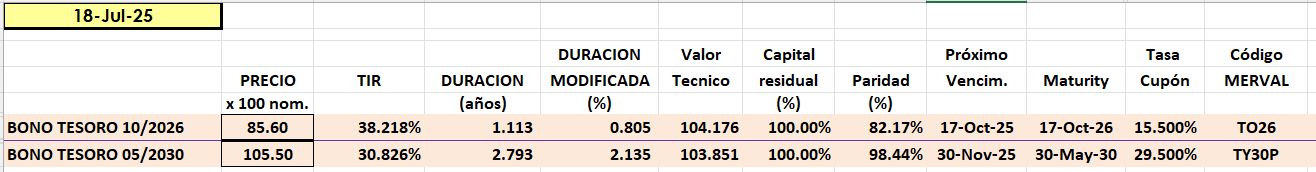 18-Jul-25
DURACION Valor Capital Próximo Tasa Código
PRECIO TIR DURACION MODIFICADA Tecnico residual Paridad Vencim. Maturity Cupón MERVAL
x 100 nom. (años) (%) (%) (%)
BONO TESORO 10/2026 85.60 38.218% 1.113 0.805 104.176 100.00% 82.17% 17-Oct-25 17-Oct-26 15.500% TO26
BONO TESORO 05/2030 105.50 30.826% 2.793 2.135 103.851 100.00% 98.44% 30-Nov-25 30-May-30 29.500% TY30P